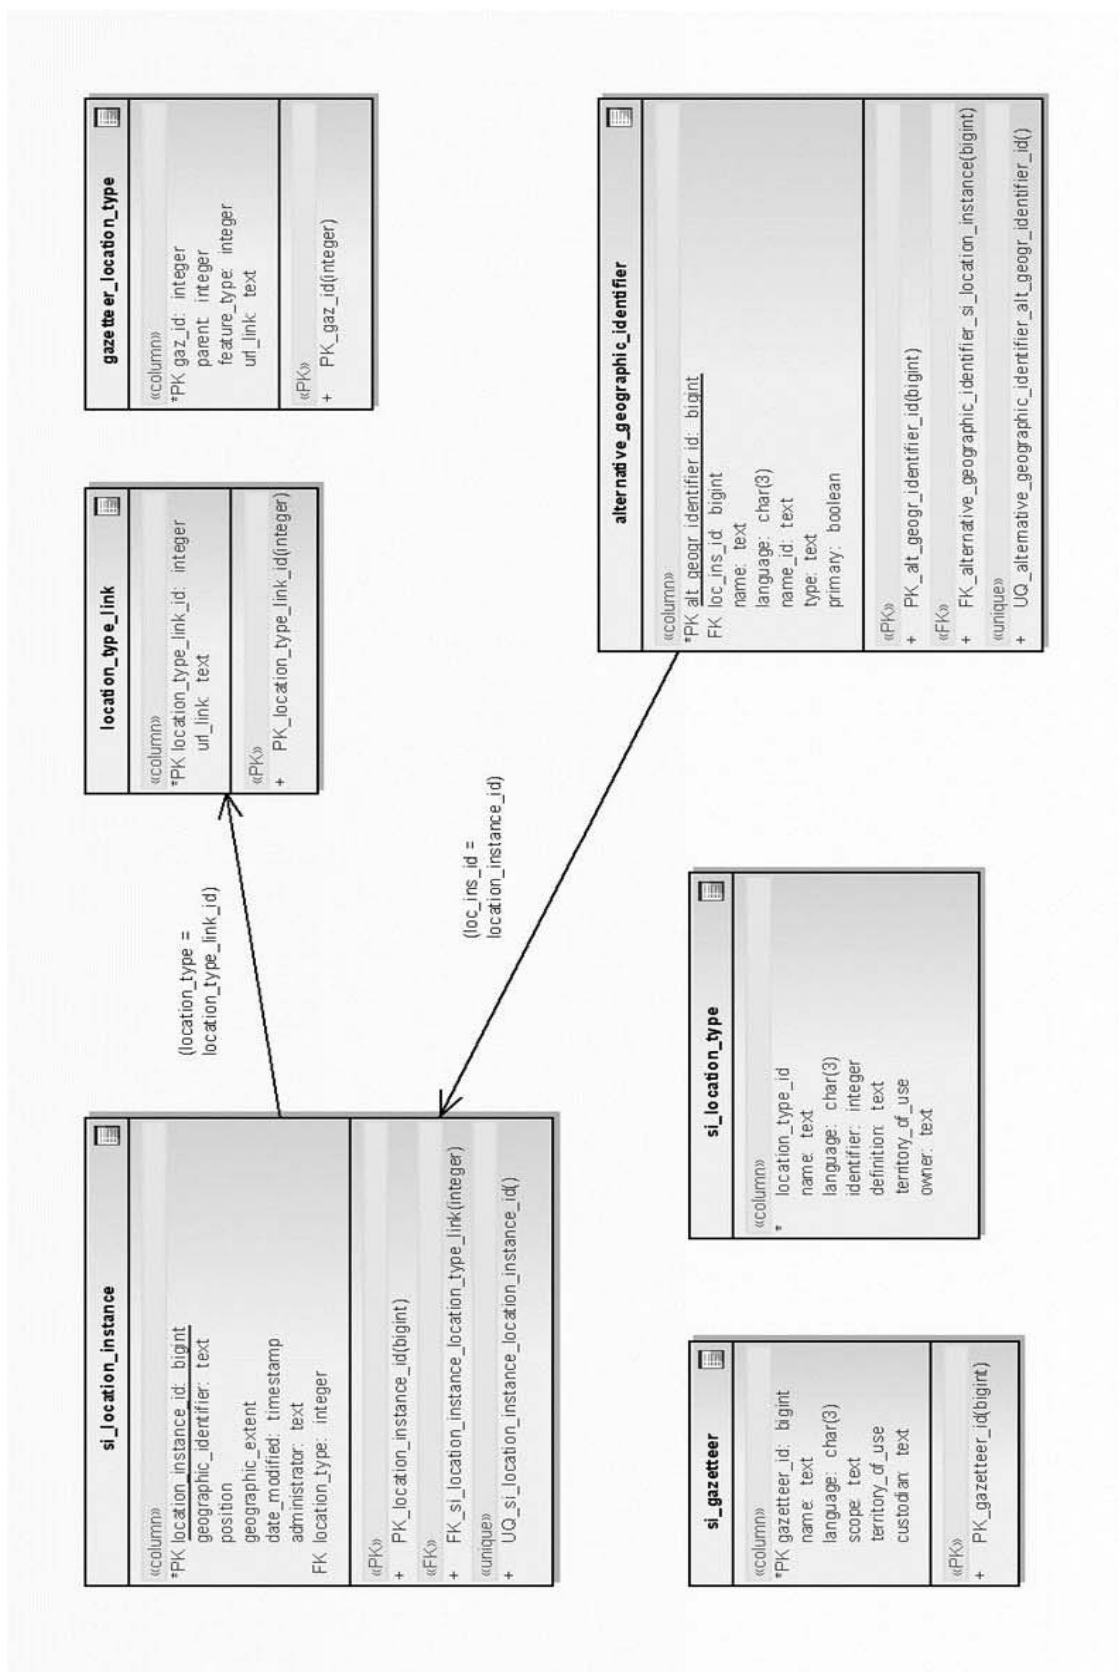 si_location_instance
«column»
*PK location_instance_id: bigint
geographic_identifier: text
position
geographic_extent
date_modified: timestamp
administrator: text
FK location_type: integer
«PK»
+ PK_location_instance_id(bigint)
«FK»
+ FK_si_location_instance_location_type_link(integer)
«unique»
+ UQ_si_location_instance_location_instance_id()
(location_type =
location_type_link_id)
location_type_link
«column»
*PK location_type_link_id: integer
url_link: text
«PK»
+ PK_location_type_link_id(integer)
gazetteer_location_type
«column»
*PK gaz_id: integer
parent: integer
feature_type: integer
url_link: text
«PK»
+ PK_gaz_id(integer)
(loc_ins_id =
location_instance_id)
si_gazetteer
«column»
*PK gazetteer_id: bigint
name: text
language: char(3)
scope: text
territory_of_use
custodian: text
«PK»
+ PK_gazetteer_id(bigint)
si_location_type
«column»
* location_type_id
name: text
language: char(3)
identifier: integer
definition: text
territory_of_use
owner: text
alternative_geographic_identifier
«column»
*PK alt_geogr_identifier_id: bigint
FK loc_ins_id: bigint
name: text
language: char(3)
name_id: text
type: text
primary: boolean
«PK»
+ PK_alt_geogr_identifier_id(bigint)
«FK»
+ FK_alternative_geographic_identifier_si_location_instance(bigint)
«unique»
+ UQ_alternative_geographic_identifier_alt_geogr_identifier_id()